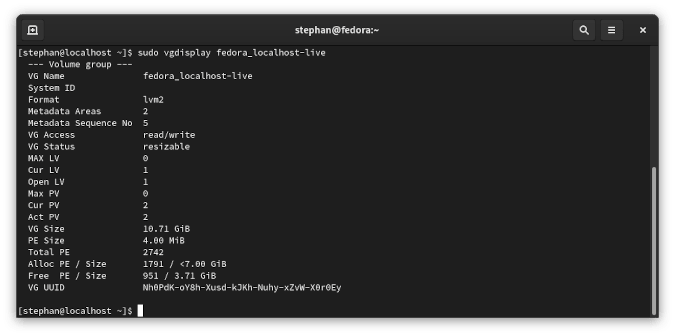 stephan@fedora:~
[stephan@localhost ~]$ sudo vgdisplay fedora_localhost-live
--- Volume group ---
VG Name fedora_localhost-live
System ID
Format lvm2
Metadata Areas 2
Metadata Sequence No 5
VG Access read/write
VG Status resizable
MAX LV 0
Cur LV 1
Open LV 1
Max PV 0
Cur PV 2
Act PV 2
VG Size 10.71 GiB
PE Size 4.00 MiB
Total PE 2742
Alloc PE / Size 1791 / <7.00 GiB
Free  PE / Size 951 / 3.71 GiB
VG UUID Nh0PdK-oY8h-Xusd-kJKh-Nuhy-xZvW-X0r0Ey
[stephan@localhost ~]$